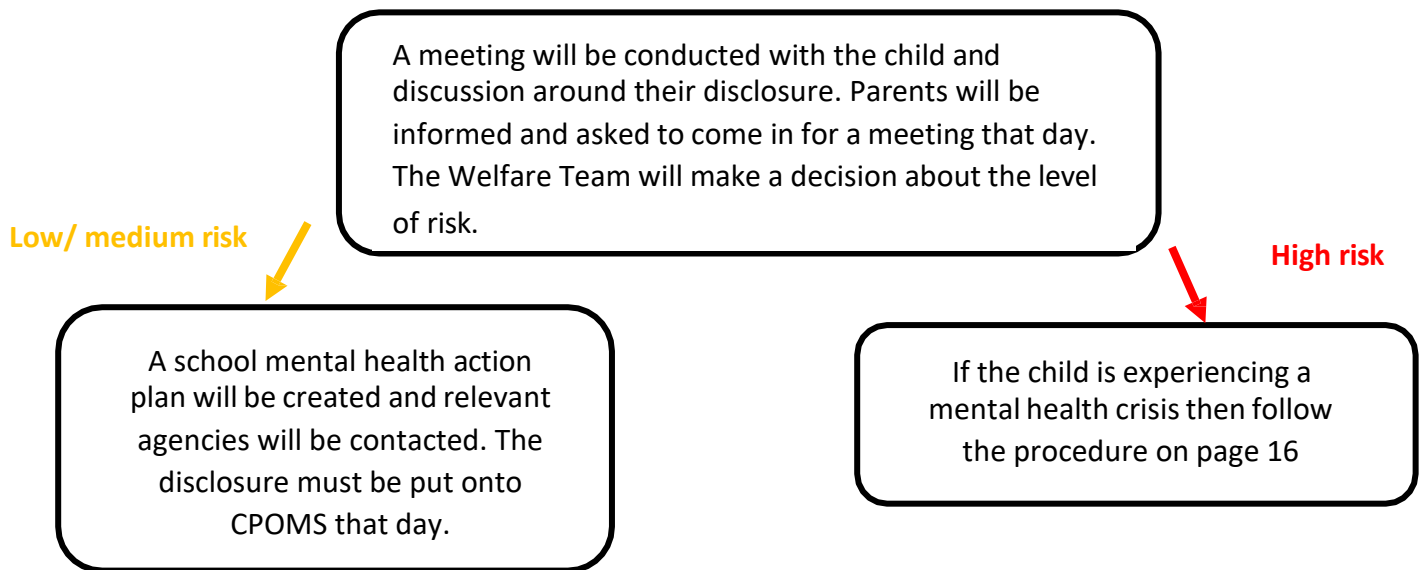 A meeting will be conducted with the child and
discussion around their disclosure. Parents will be
informed and asked to come in for a meeting that day.
The Welfare Team will make a decision about the level
of risk.
Low/ medium risk
High risk
A school mental health action
plan will be created and relevant
agencies will be contacted. The
disclosure must be put onto
CPOMS that day.
If the child is experiencing a
mental health crisis then follow
the procedure on page 16